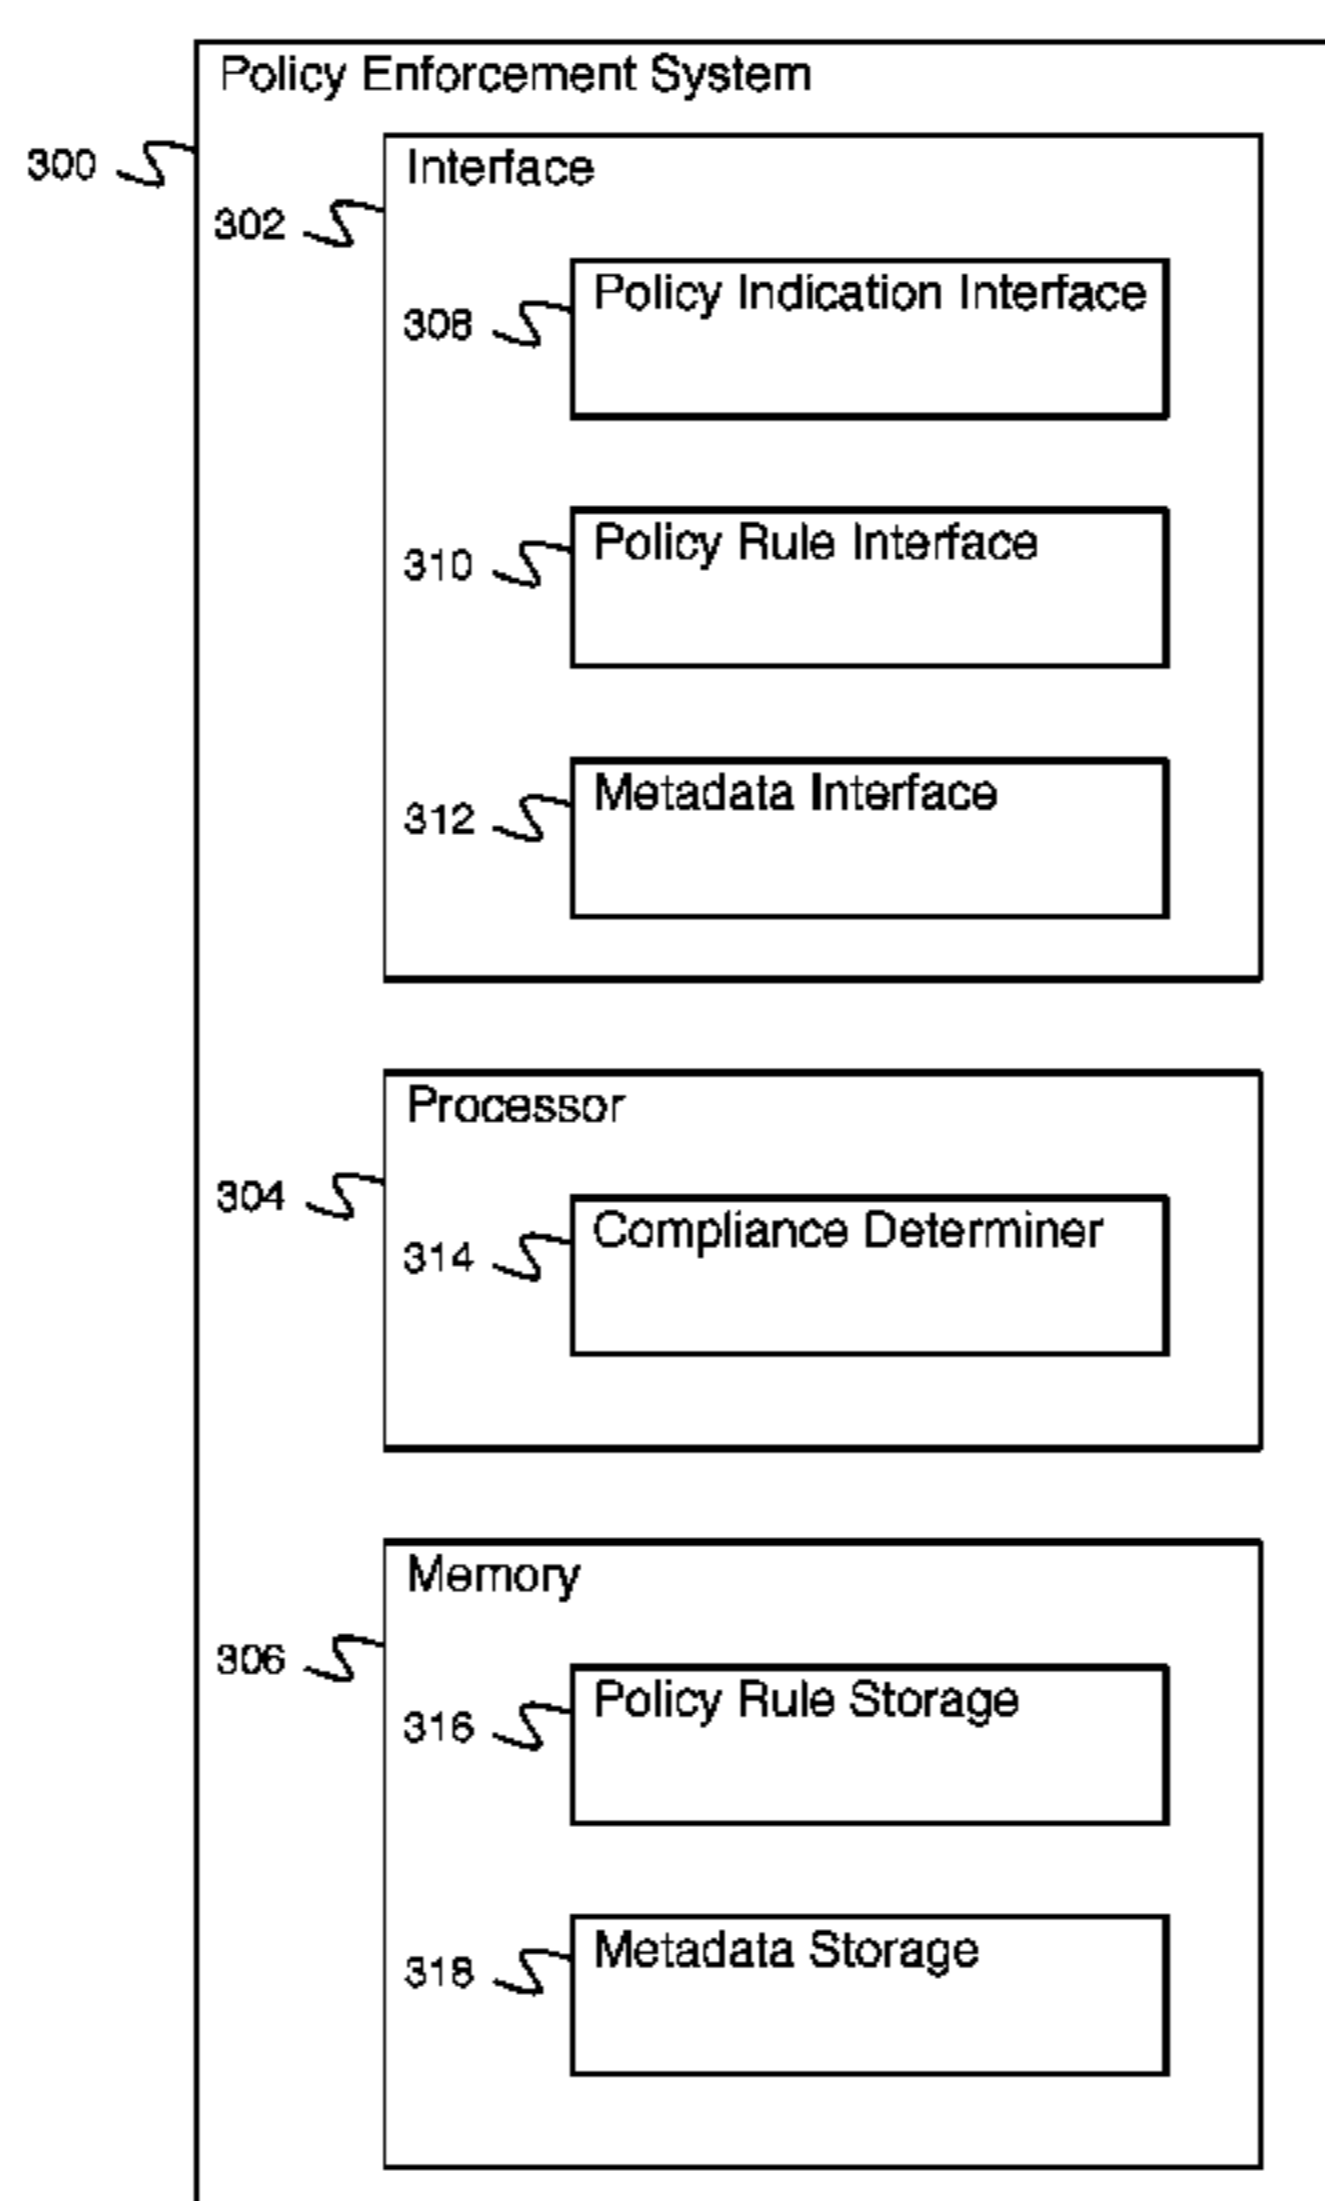 Policy Enforcement System
300
Interface
302
Policy Indication Interface
308
Policy Rule Interface
310
Metadata Interface
312
Processor
304
Compliance Determiner
314
Memory
306
Policy Rule Storage
316
Metadata Storage
318